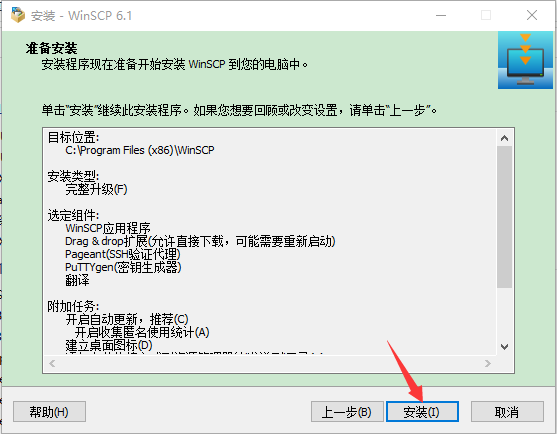 安装 - WinSCP 6.1
准备安装
安装程序现在准备开始安装 WinSCP 到您的电脑中。
单击“安装”继续此安装程序。如果您想要回顾或改变设置，请单击“上一步”。
目标位置:
C:\Program Files (x86)\WinSCP
安装类型:
完整升级(F)
选定组件:
WinSCP应用程序
Drag & drop扩展(允许直接下载，可能需要重新启动)
Pageant(SSH验证代理)
PuTTYgen(密钥生成器)
翻译
附加任务:
开启自动更新，推荐(C)
开启收集匿名使用统计(A)
建立桌面图标(D)
帮助(H)
上一步(B)
安装(I)
取消